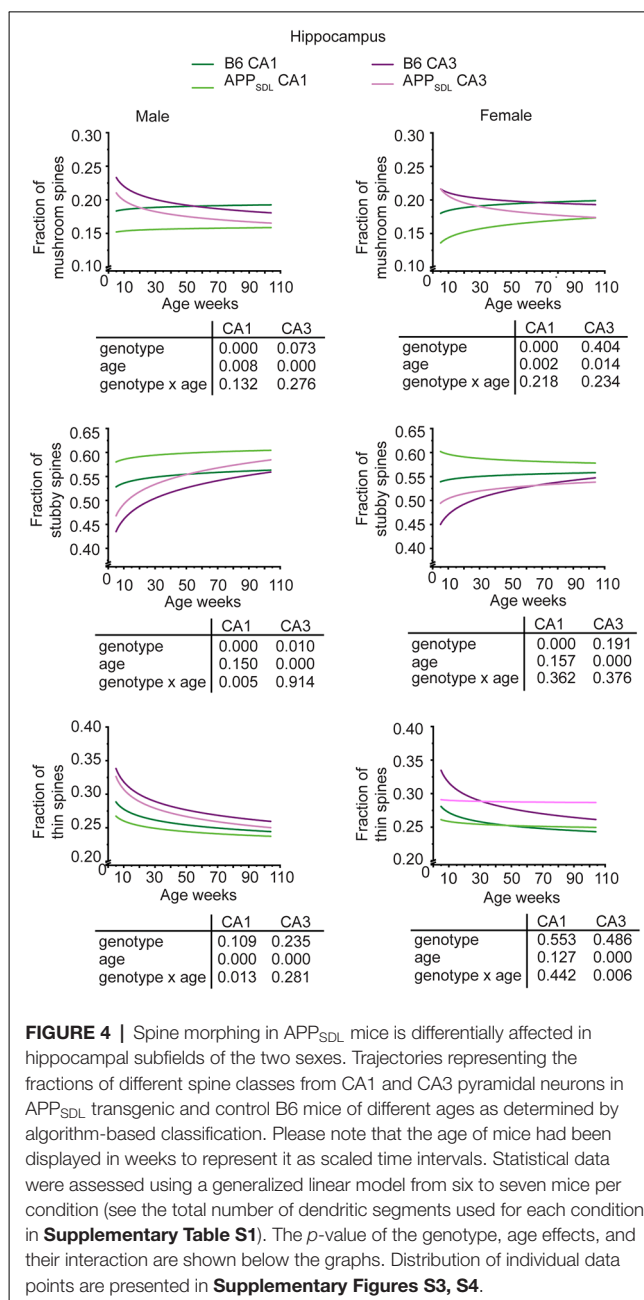 Hippocampus
B6 CA1 B6 CA3
APPSDL CA1 APPSDL CA3
Male Female
Fraction of mushroom spines
0.30
0.25
0.20
0.15
0.10
0
10 30 50 70 90 110
Age weeks
Fraction of mushroom spines
0.30
0.25
0.20
0.15
0.10
0
10 30 50 70 90 110
Age weeks
CA1 CA3
genotype 0.000 0.073
age 0.008 0.000
genotype x age 0.132 0.276
CA1 CA3
genotype 0.000 0.404
age 0.002 0.014
genotype x age 0.218 0.234
Fraction of stubby spines
0.65
0.60
0.55
0.50
0.45
0.40
0
10 30 50 70 90 110
Age weeks
Fraction of stubby spines
0.65
0.60
0.55
0.50
0.45
0.40
0
10 30 50 70 90 110
Age weeks
CA1 CA3
genotype 0.000 0.010
age 0.150 0.000
genotype x age 0.005 0.914
CA1 CA3
genotype 0.000 0.191
age 0.157 0.000
genotype x age 0.362 0.376
Fraction of thin spines
0.40
0.35
0.30
0.25
0.20
0
10 30 50 70 90 110
Age weeks
Fraction of thin spines
0.40
0.35
0.30
0.25
0.20
0
10 30 50 70 90 110
Age weeks
CA1 CA3
genotype 0.109 0.235
age 0.000 0.000
genotype x age 0.013 0.281
CA1 CA3
genotype 0.553 0.486
age 0.127 0.000
genotype x age 0.442 0.006
FIGURE 4 | Spine morphing in APPSDL mice is differentially affected in
hippocampal subfields of the two sexes. Trajectories representing the
fractions of different spine classes from CA1 and CA3 pyramidal neurons in
APPSDL transgenic and control B6 mice of different ages as determined by
algorithm-based classification. Please note that the age of mice had been
displayed in weeks to represent it as scaled time intervals. Statistical data
were assessed using a generalized linear model from six to seven mice per
condition (see the total number of dendritic segments used for each condition
in Supplementary Table S1). The p-value of the genotype, age effects, and
their interaction are shown below the graphs. Distribution of individual data
points are presented in Supplementary Figures S3, S4.